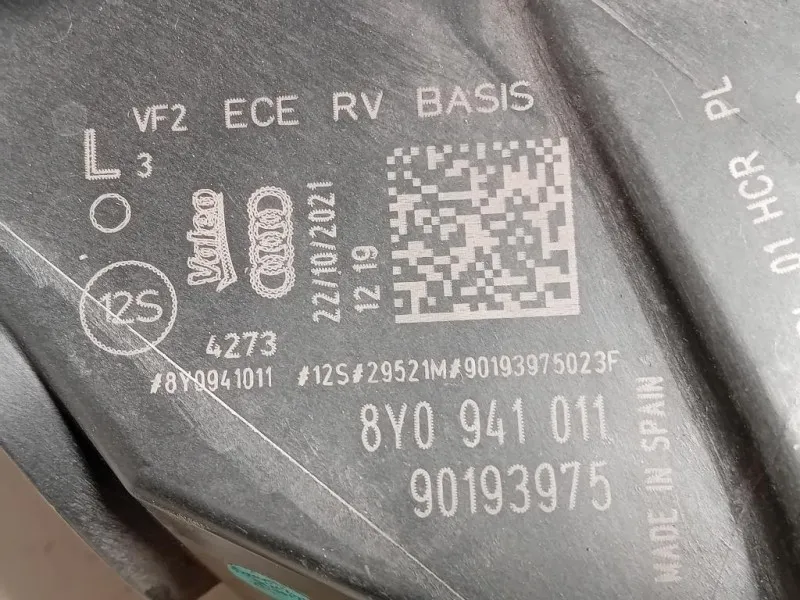 VF2 ECE RV BASIS
L 3
Valeo
22/10/2021
12 19
12S
4273
#8Y0941011 #12S#29521M#90193975023F
8Y0 941 011
90193975
MADE IN SPAIN
01 HCR PL